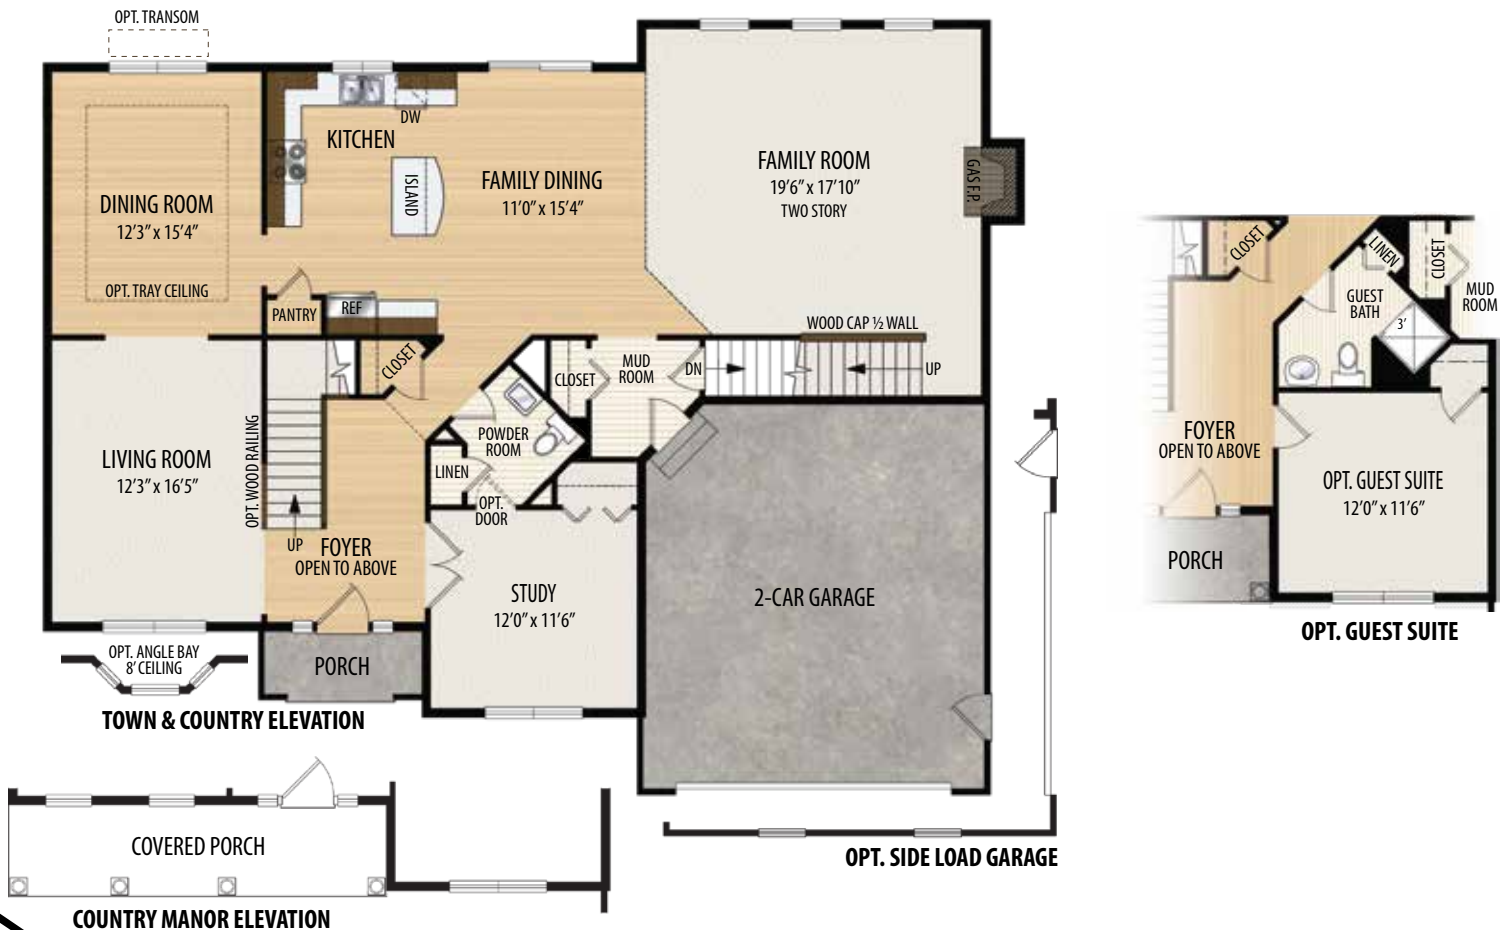 OPT. TRANSOM
DINING ROOM
12'3" x 15'4"
OPT. TRAY CEILING
KITCHEN
DW
ISLAND
FAMILY DINING
11'0" x 15'4"
PANTRY
REF
FAMILY ROOM
19'6" x 17'10"
TWO STORY
GAS F.P.
WOOD CAP ½ WALL
UP
DN
MUD
ROOM
CLOSET
CLOSET
LIVING ROOM
12'3" x 16'5"
OPT. WOOD RAILING
UP
FOYER
OPEN TO ABOVE
POWDER
ROOM
LINEN
OPT.
DOOR
STUDY
12'0" x 11'6"
2-CAR GARAGE
PORCH
OPT. ANGLE BAY
8' CEILING
TOWN & COUNTRY ELEVATION
COVERED PORCH
COUNTRY MANOR ELEVATION
OPT. SIDE LOAD GARAGE
CLOSET
LINEN
CLOSET
MUD
ROOM
GUEST
BATH
3'
FOYER
OPEN TO ABOVE
OPT. GUEST SUITE
12'0" x 11'6"
PORCH
OPT. GUEST SUITE